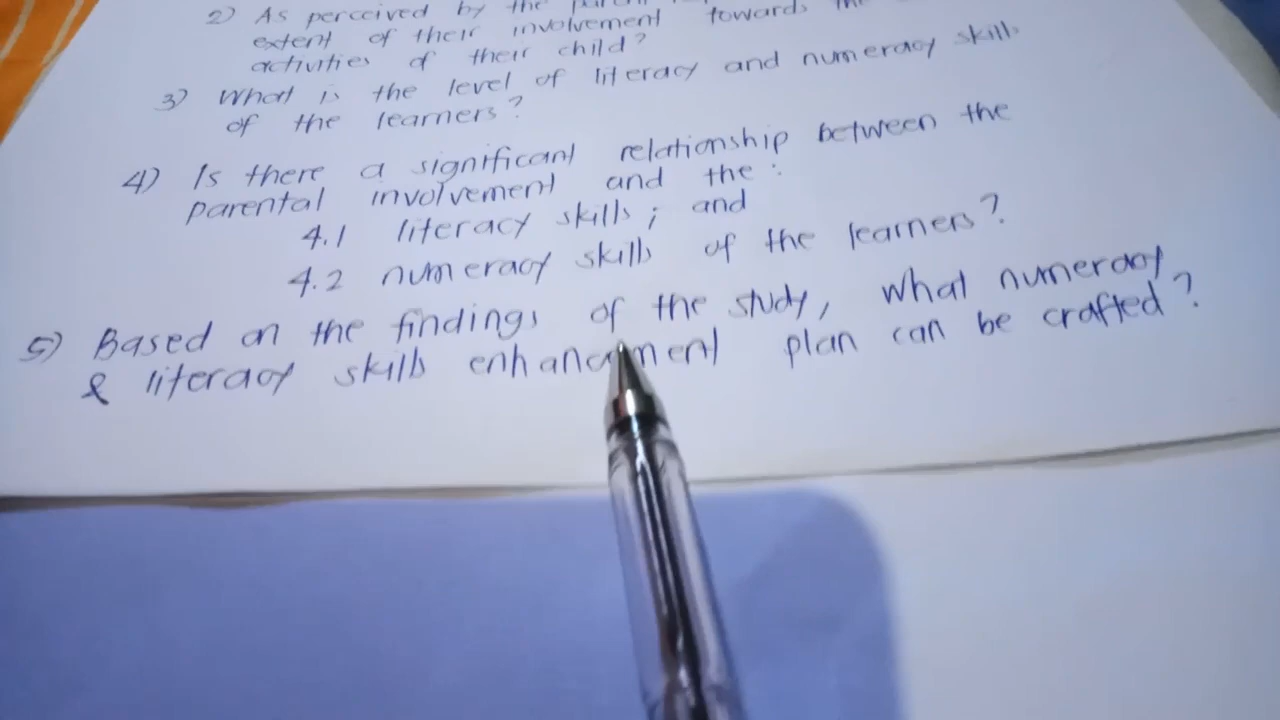 2) As perceived by the
extent of their involvement towards
activities of their child?
3) What is the level of literacy and numeracy skills
of the learners?
4) Is there a significant relationship between the
parental involvement and the:
4.1 literacy skills; and
4.2 numeracy skills of the learners?
5) Based on the findings of the study, what numeracy
& literacy skills enhancment plan can be crafted?